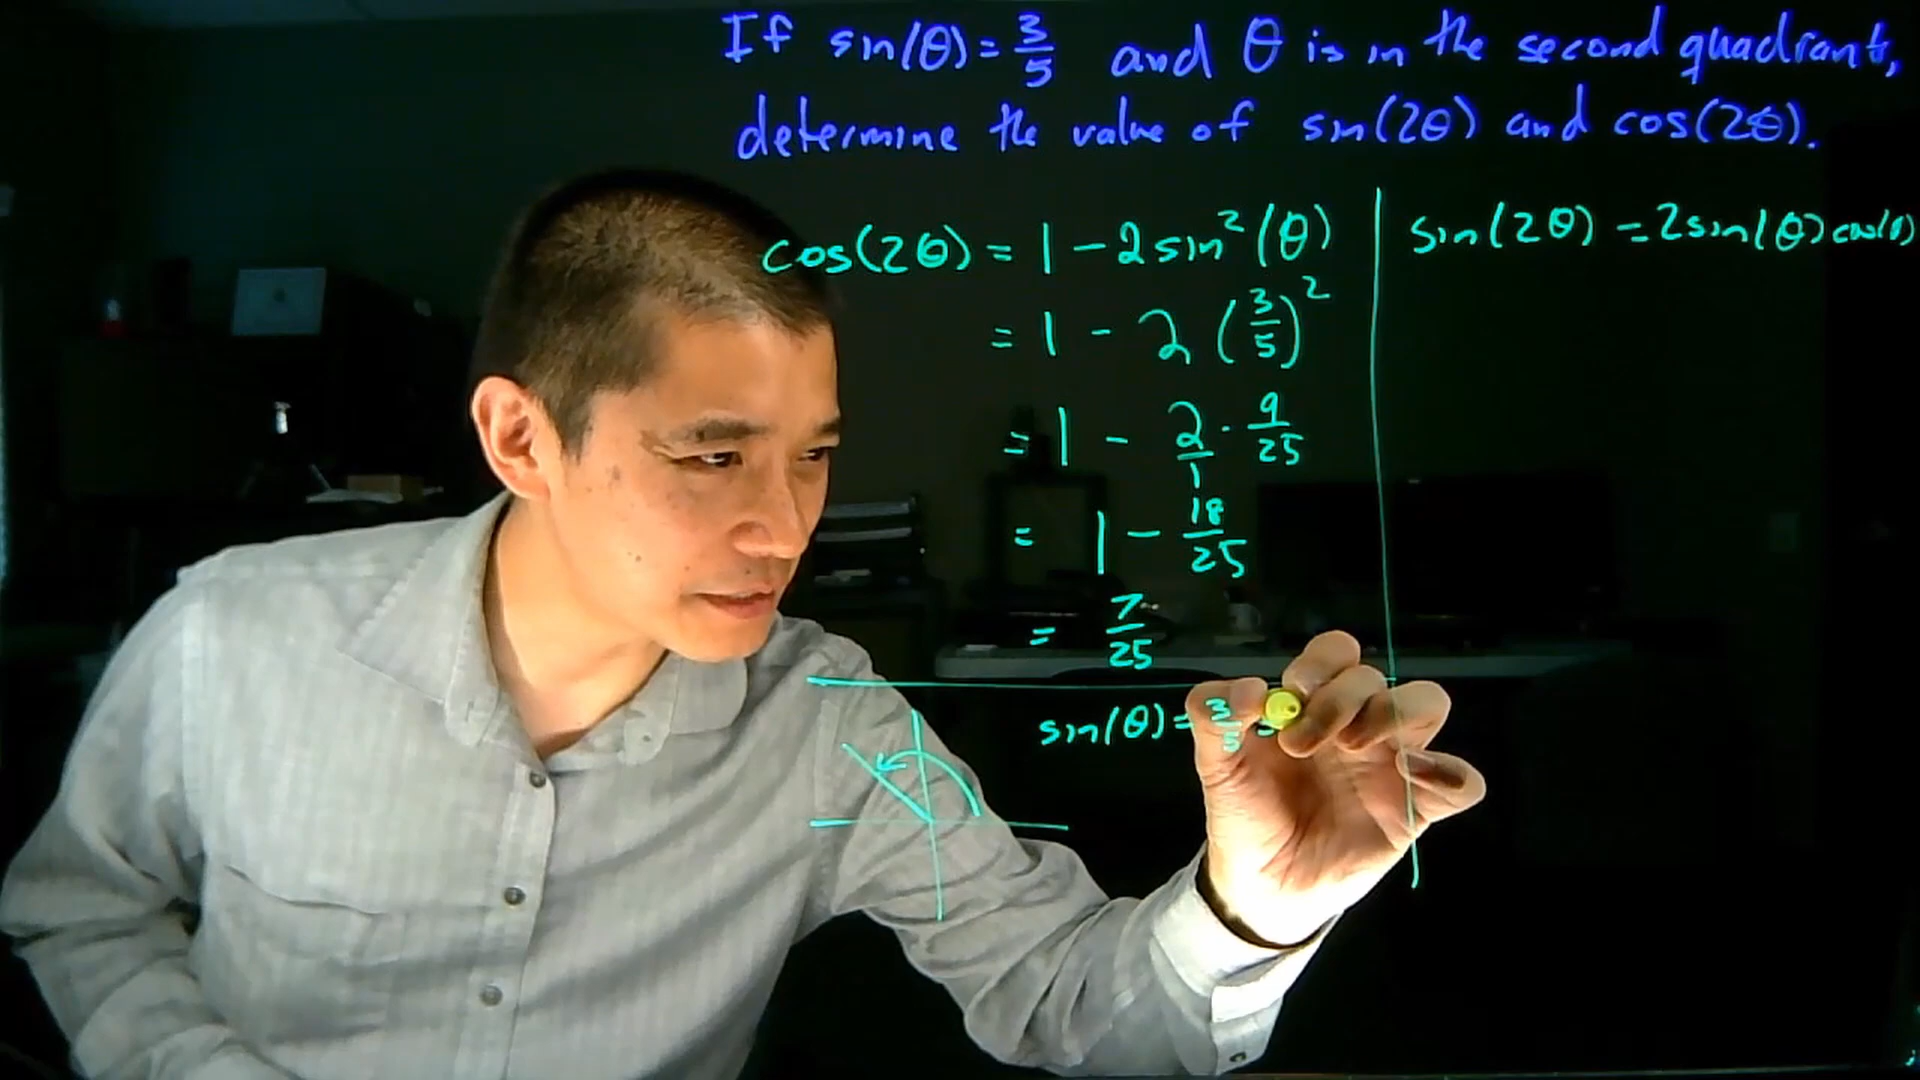 If sin(θ) = 3/5 and θ is in the second quadrant,
determine the value of sin(2θ) and cos(2θ).
cos(2θ) = 1 - 2sin²(θ)
= 1 - 2 (3/5)²
= 1 - 2/1 · 9/25
= 1 - 18/25
= 7/25
sin(θ) = 3/5
sin(2θ) = 2sin(θ) cos(θ)